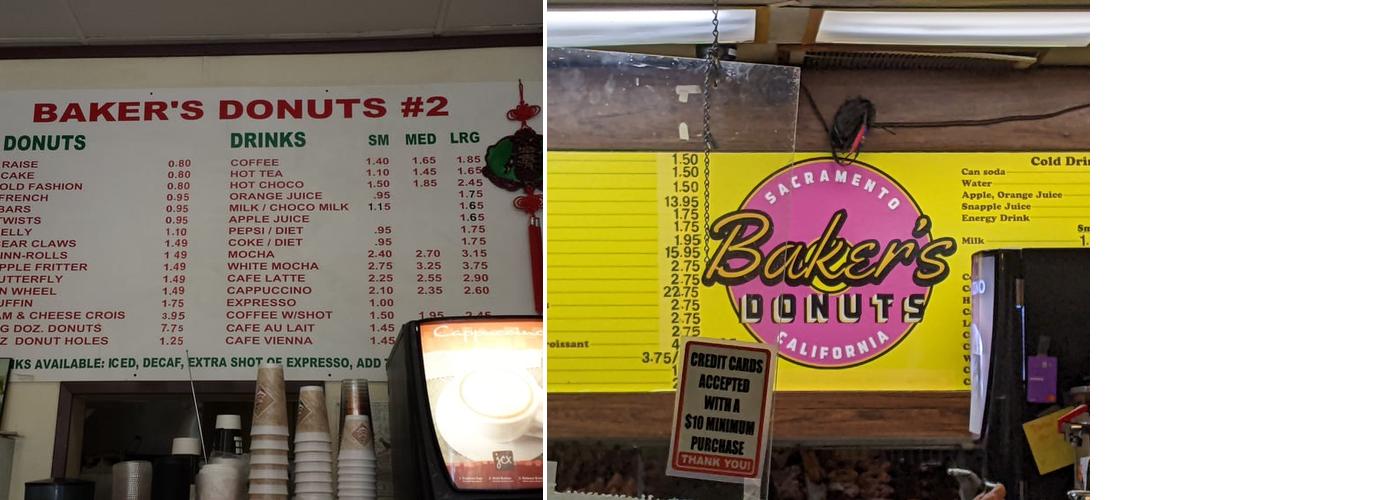 BAKER'S DONUTS #2
DONUTS
RAISE 0.80
CAKE 0.80
OLD FASHION 0.80
FRENCH 0.95
BARS 0.95
TWISTS 0.95
ELLY 1.10
EAR CLAWS 1.49
INN-ROLLS 1 49
PPLE FRITTER 1.49
UTTERFLY 1.49
N WHEEL 1.49
UFFIN 1.75
AM & CHEESE CROIS 3.95
G DOZ. DONUTS 7.75
Z DONUT HOLES 1.25
DRINKS SM MED LRG
COFFEE 1.40 1.65 1.85
HOT TEA 1.10 1.45 1.65
HOT CHOCO 1.50 1.85 2.45
ORANGE JUICE .95 1.75
MILK / CHOCO MILK 1.15 1.65
APPLE JUICE 1.65
PEPSI / DIET .95 1.75
COKE / DIET .95 1.75
MOCHA 2.40 2.70 3.15
WHITE MOCHA 2.75 3.25 3.75
CAFE LATTE 2.25 2.55 2.90
CAPPUCCINO 2.10 2.35 2.60
EXPRESSO 1.00
COFFEE W/SHOT 1.50 1.95 2.45
CAFE AU LAIT 1.45
CAFE VIENNA 1.45
KS AVAILABLE: ICED, DECAF, EXTRA SHOT OF EXPRESSO, ADD
Cappuccino
jcx
1.50
1.50
1.50
13.95
1.75
1.75
1.95
15.95
2.75
2.75
22.75
2.75
2.75
2.75
roissant
3.75/
SACRAMENTO
Baker's
DONUTS
CALIFORNIA
Cold Drin
Can soda
Water
Apple, Orange Juice
Snapple Juice
Energy Drink
Sm
Milk 1.
CREDIT CARDS
ACCEPTED
WITH A
$10 MINIMUM
PURCHASE
THANK YOU!